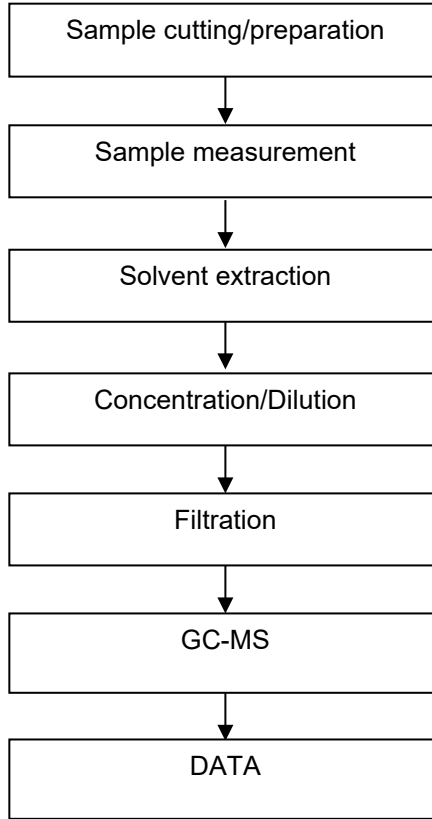 Sample cutting/preparation
Sample measurement
Solvent extraction
Concentration/Dilution
Filtration
GC-MS
DATA